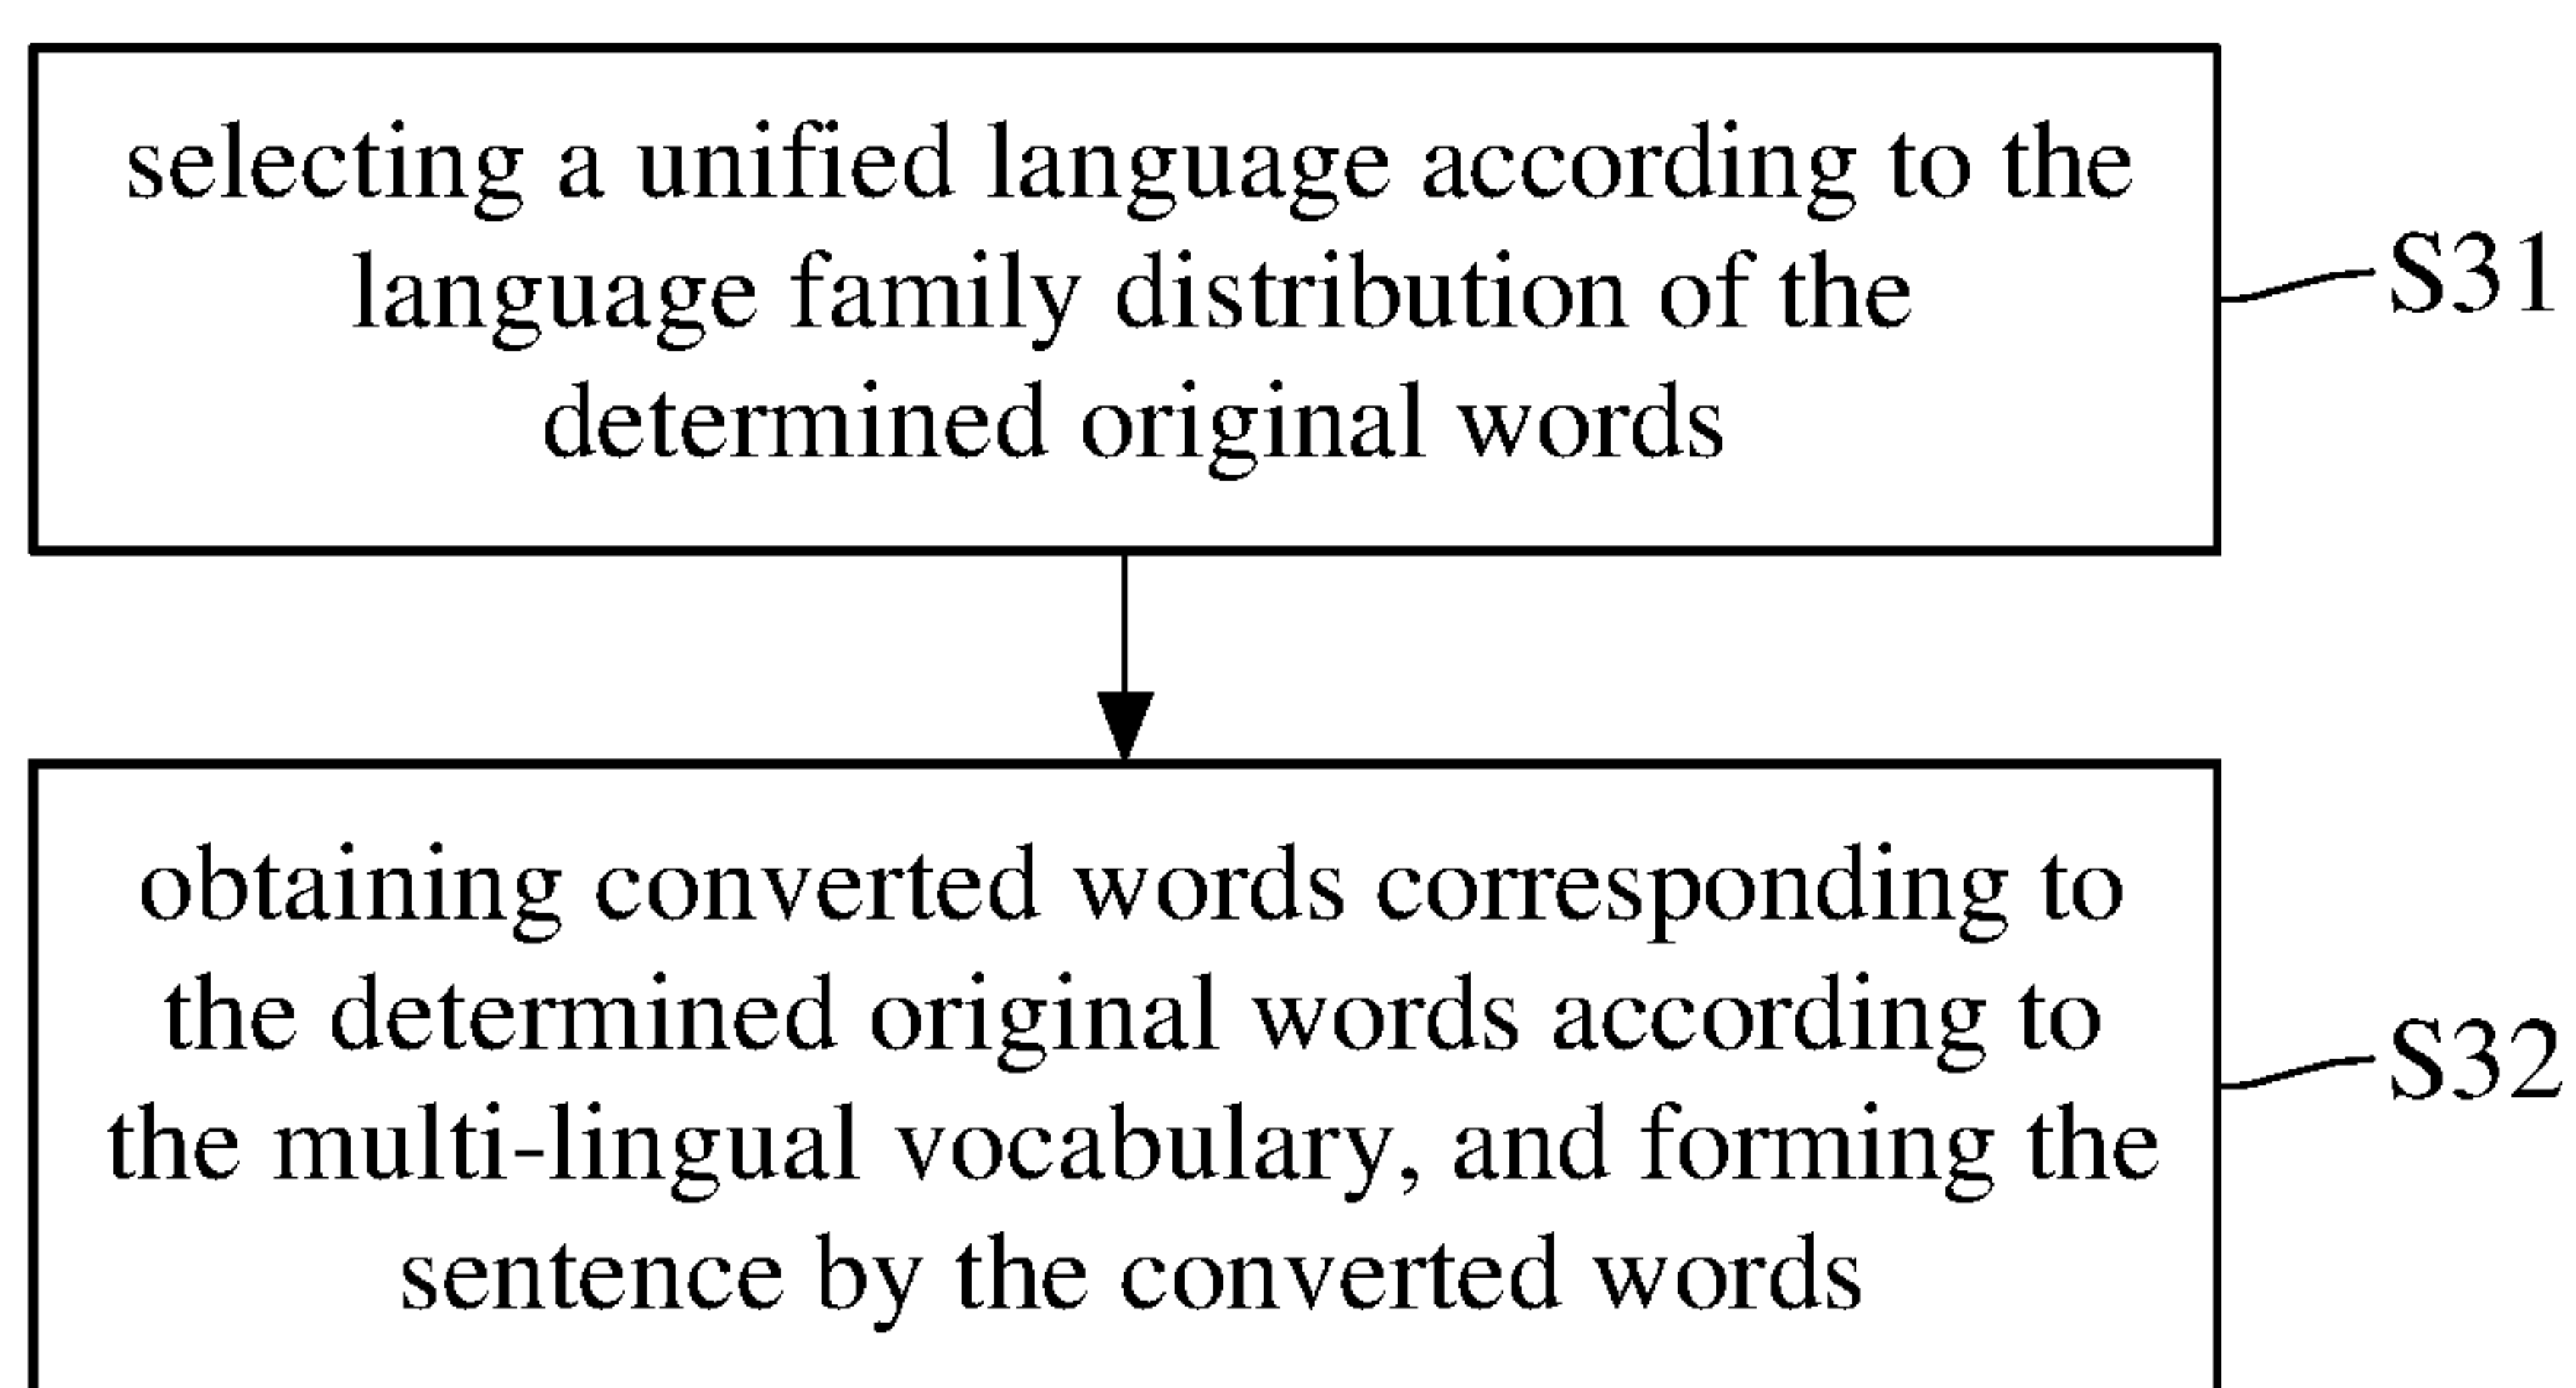 selecting a unified language according to the
language family distribution of the
determined original words
S31
obtaining converted words corresponding to
the determined original words according to
the multi-lingual vocabulary, and forming the
sentence by the converted words
S32